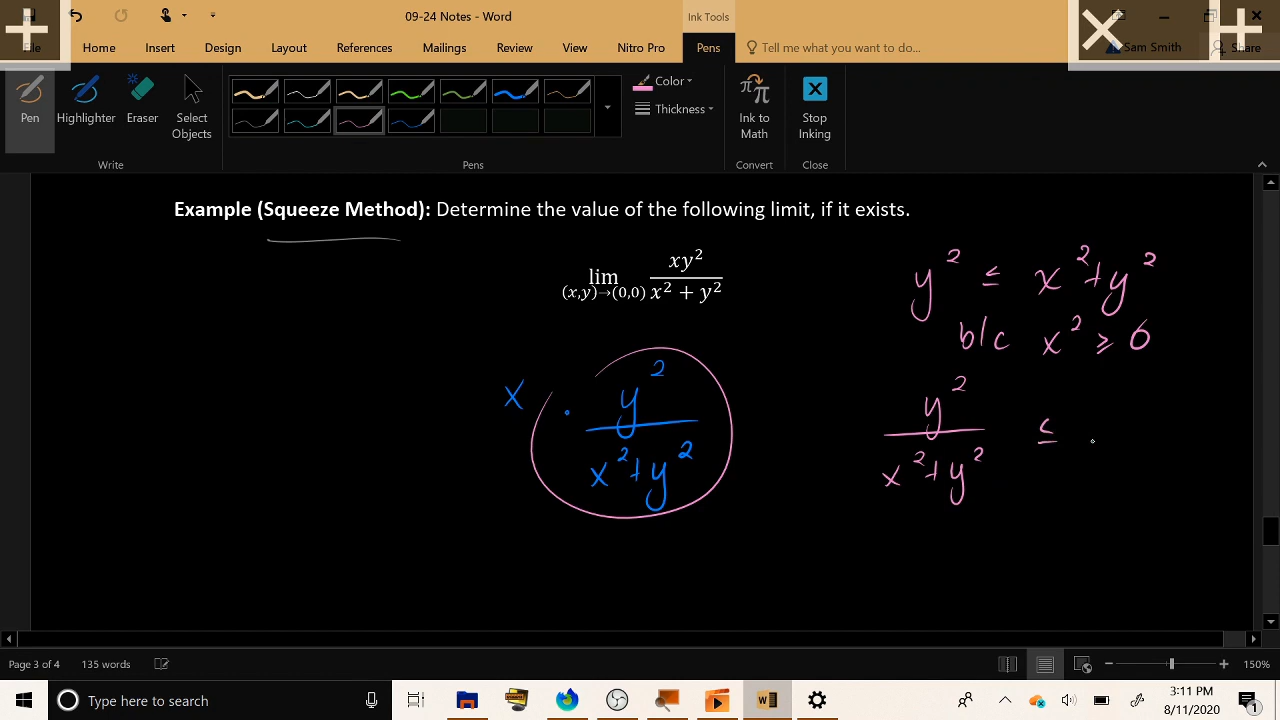 09-24 Notes - Word
Ink Tools
File Home Insert Design Layout References Mailings Review View Nitro Pro Pens Tell me what you want to do... Sam Smith Share
Pen Highlighter Eraser Select Objects
Color
Thickness
Ink to Math
Stop Inking
Write Pens Convert Close
Example (Squeeze Method): Determine the value of the following limit, if it exists.
lim (x,y)→(0,0) xy² / x² + y²
y² ≤ x² + y²
b/c x² ≥ 0
x · y² / x² + y²
y² / x² + y² ≤
Page 3 of 4 135 words 150%
Type here to search
3:11 PM
8/11/2020
1